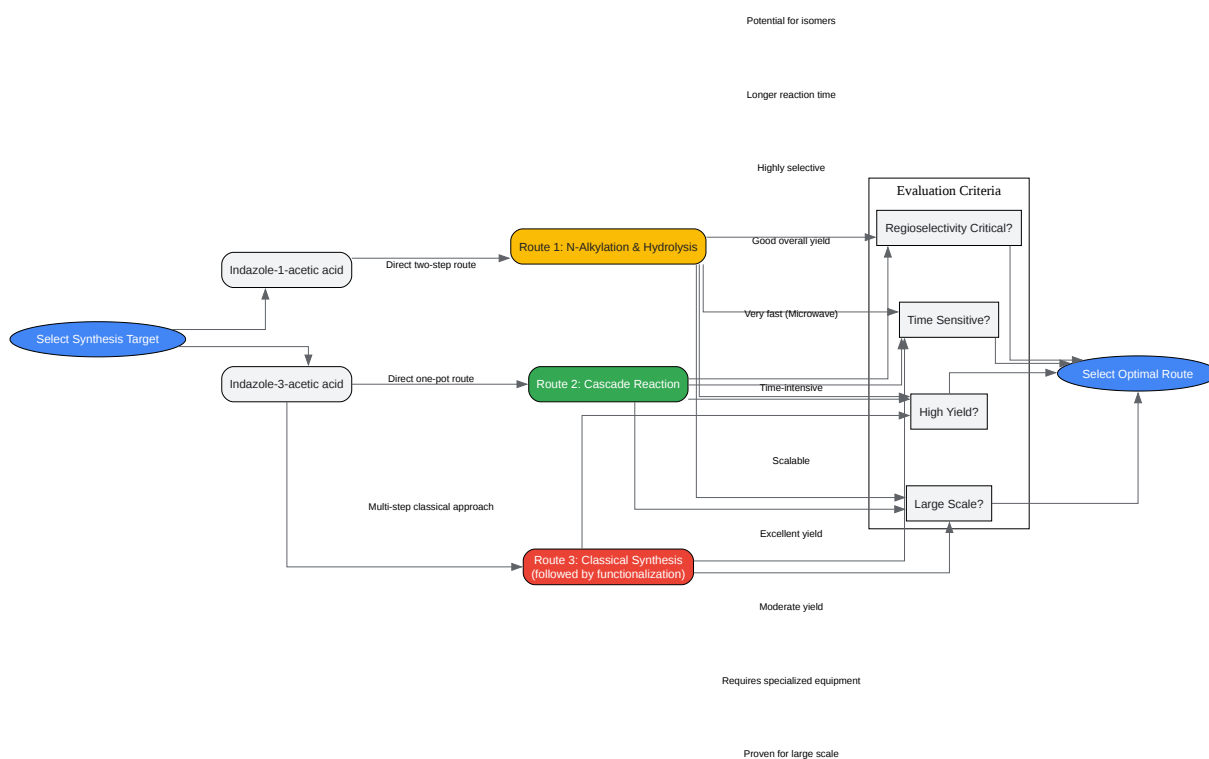 Potential for isomers
Longer reaction time
Highly selective
Evaluation Criteria
Regioselectivity Critical?
Route 1: N-Alkylation & Hydrolysis
Good overall yield
Indazole-1-acetic acid
Direct two-step route
Very fast (Microwave)
Time Sensitive?
Select Synthesis Target
Select Optimal Route
Indazole-3-acetic acid
Direct one-pot route
Route 2: Cascade Reaction
Time-intensive
High Yield?
Scalable
Multi-step classical approach
Large Scale?
Excellent yield
Route 3: Classical Synthesis
(followed by functionalization)
Moderate yield
Requires specialized equipment
Proven for large scale